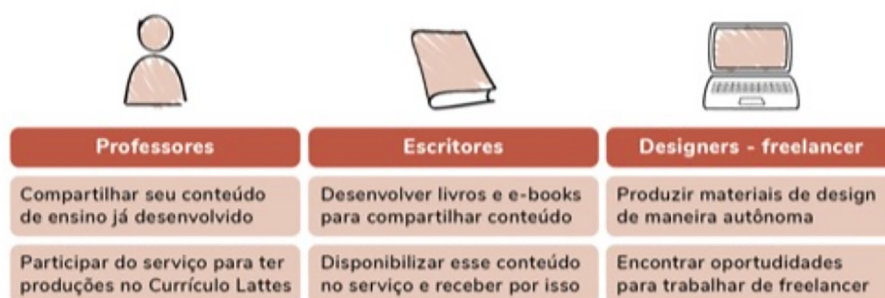 Professores
Escritores
Designers - freelancer
Compartilhar seu conteúdo
de ensino já desenvolvido
Desenvolver livros e e-books
para compartilhar conteúdo
Produzir materiais de design
de maneira autônoma
Participar do serviço para ter
produções no Currículo Lattes
Disponibilizar esse conteúdo
no serviço e receber por isso
Encontrar oportudidades
para trabalhar de freelancer